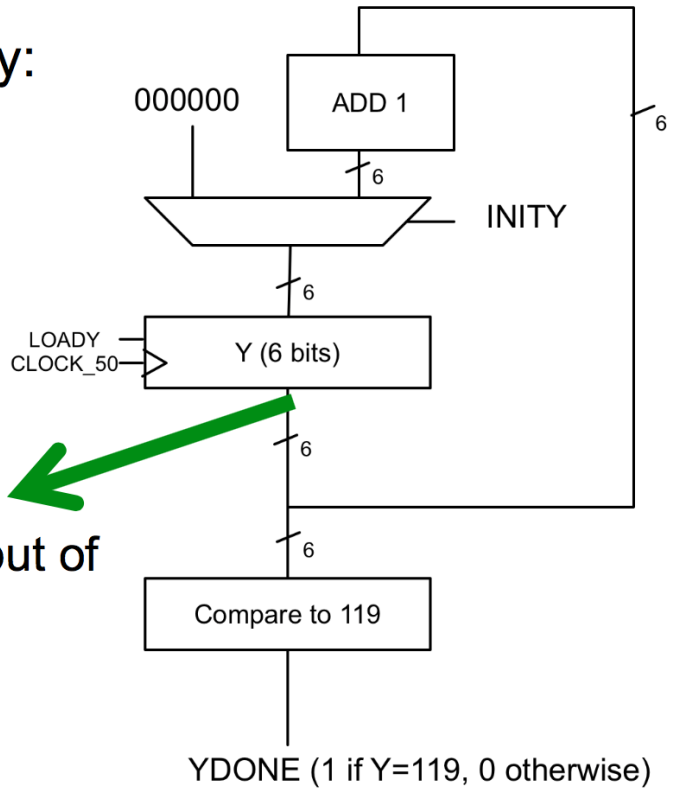 y:
000000
ADD 1
6
6
INITY
6
LOADY
CLOCK_50
Y (6 bits)
6
out of
6
Compare to 119
YDONE (1 if Y=119, 0 otherwise)